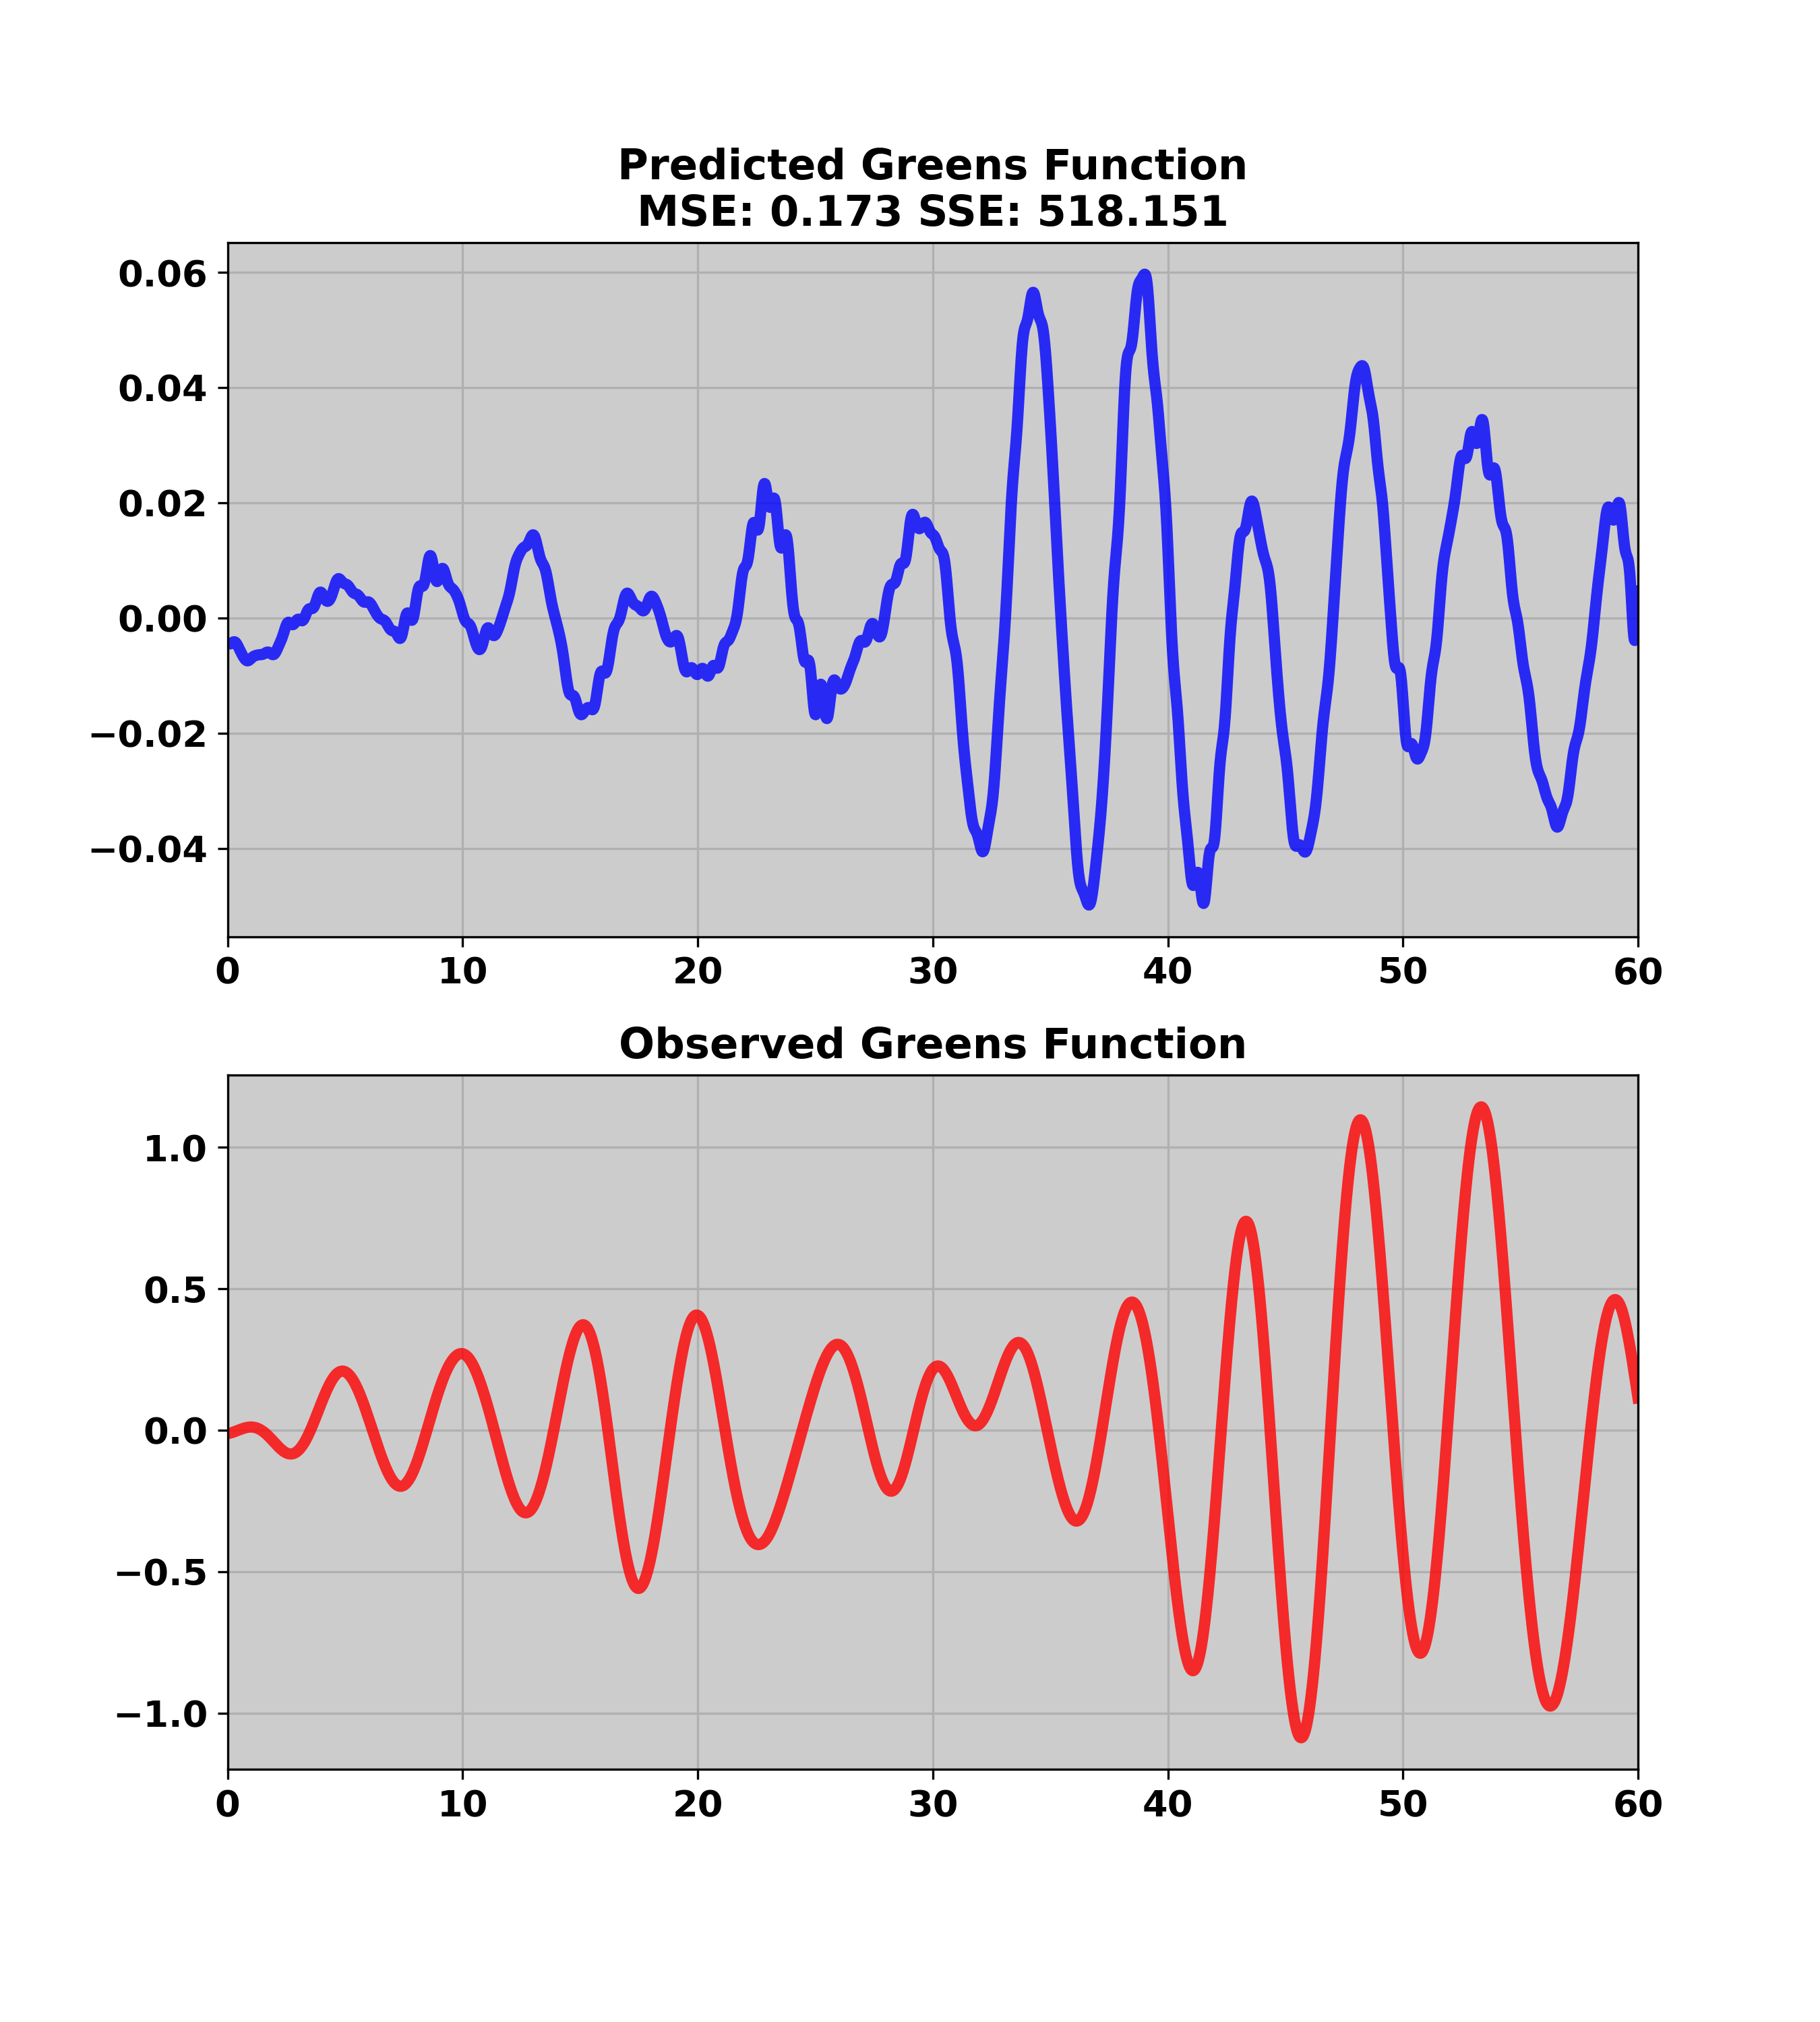 Predicted Greens Function
MSE: 0.173 SSE: 518.151
0.06
0.04
0.02
0.00
−0.02
−0.04
0 10 20 30 40 50 60
Observed Greens Function
1.0
0.5
0.0
−0.5
−1.0
0 10 20 30 40 50 60